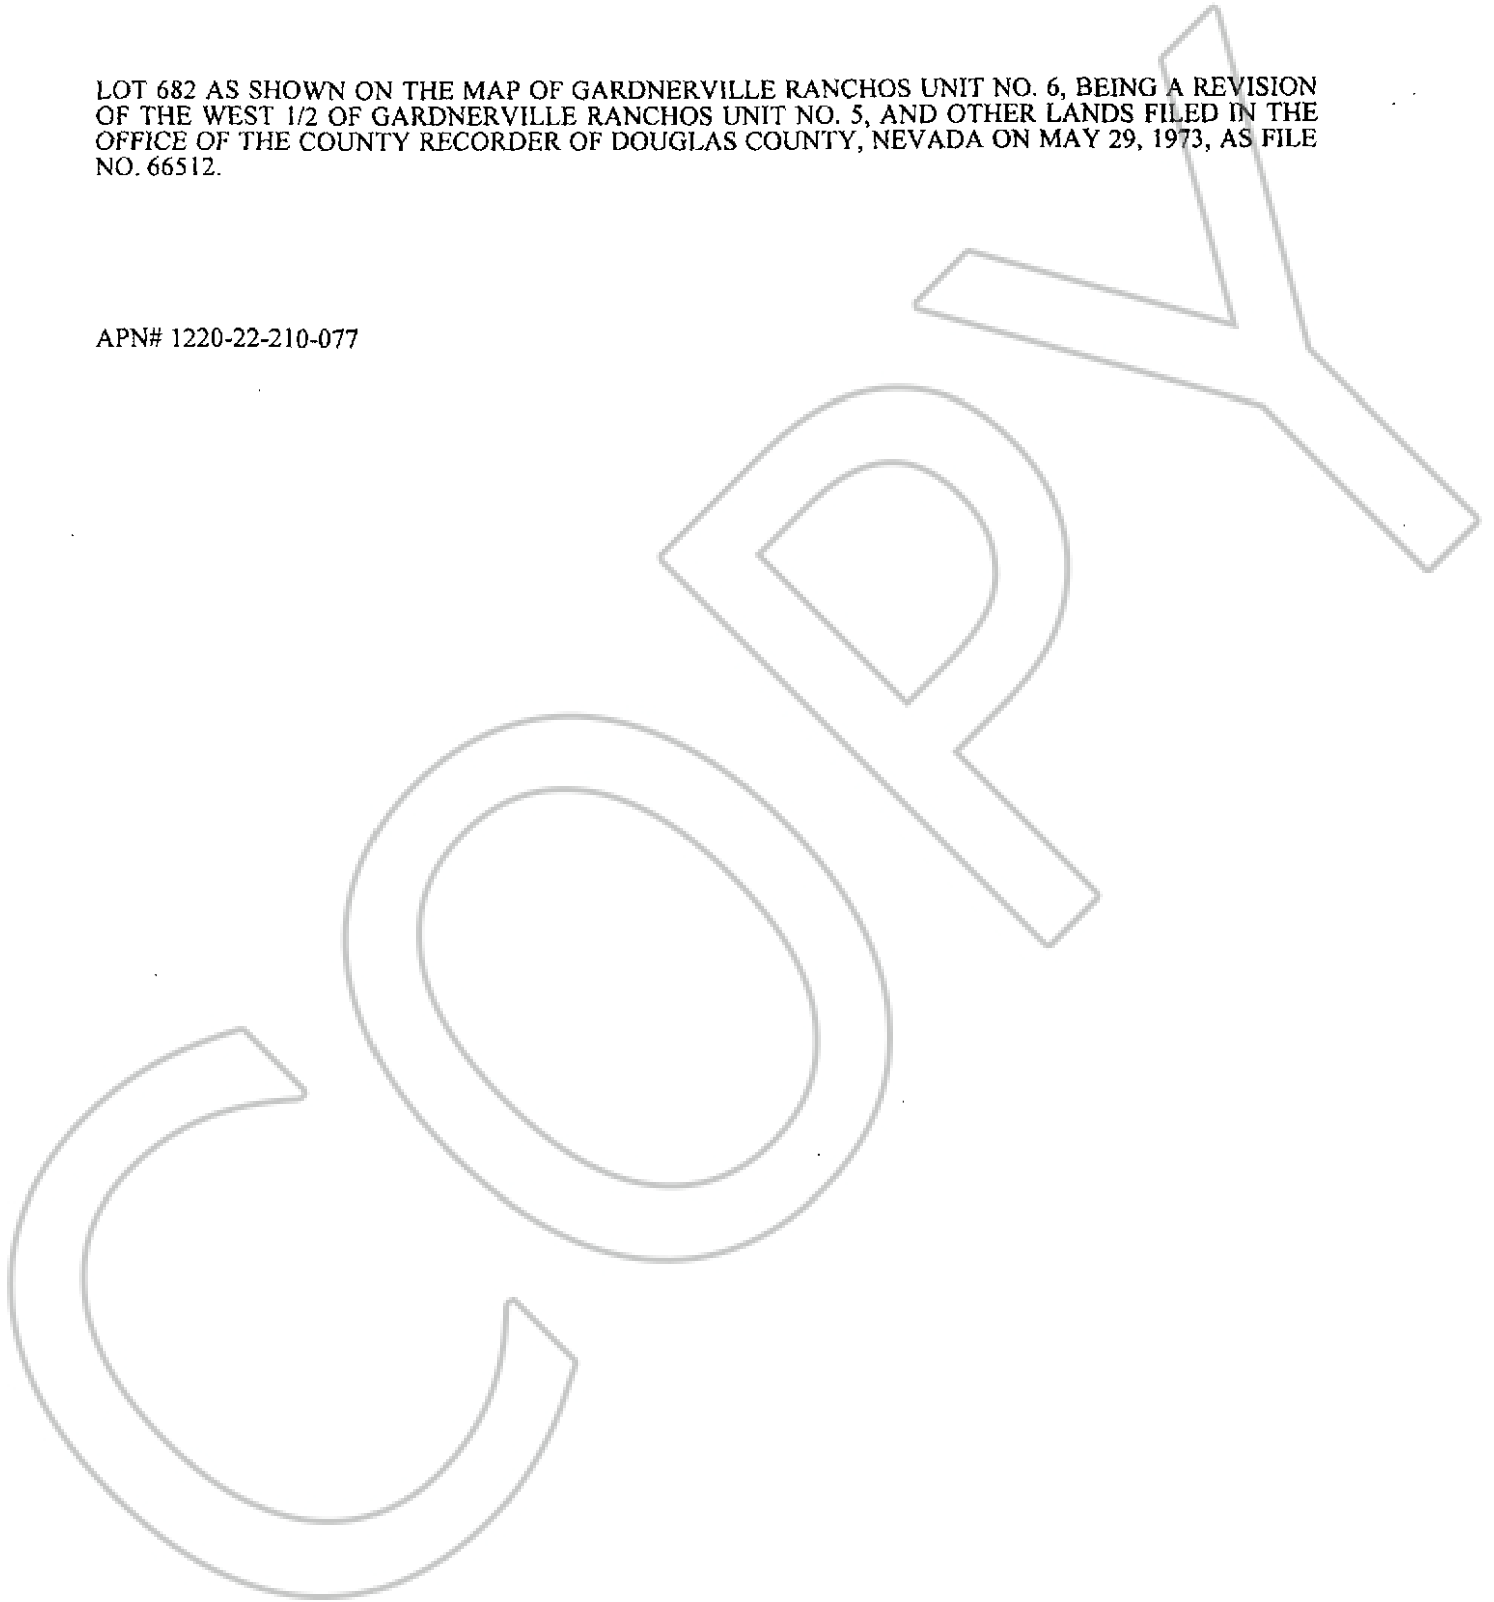 LOT 682 AS SHOWN ON THE MAP OF GARDNERVILLE RANCHOS UNIT NO. 6, BEING A REVISION
OF THE WEST 1/2 OF GARDNERVILLE RANCHOS UNIT NO. 5, AND OTHER LANDS FILED IN THE
OFFICE OF THE COUNTY RECORDER OF DOUGLAS COUNTY, NEVADA ON MAY 29, 1973, AS FILE
NO. 66512.
APN# 1220-22-210-077
COPY